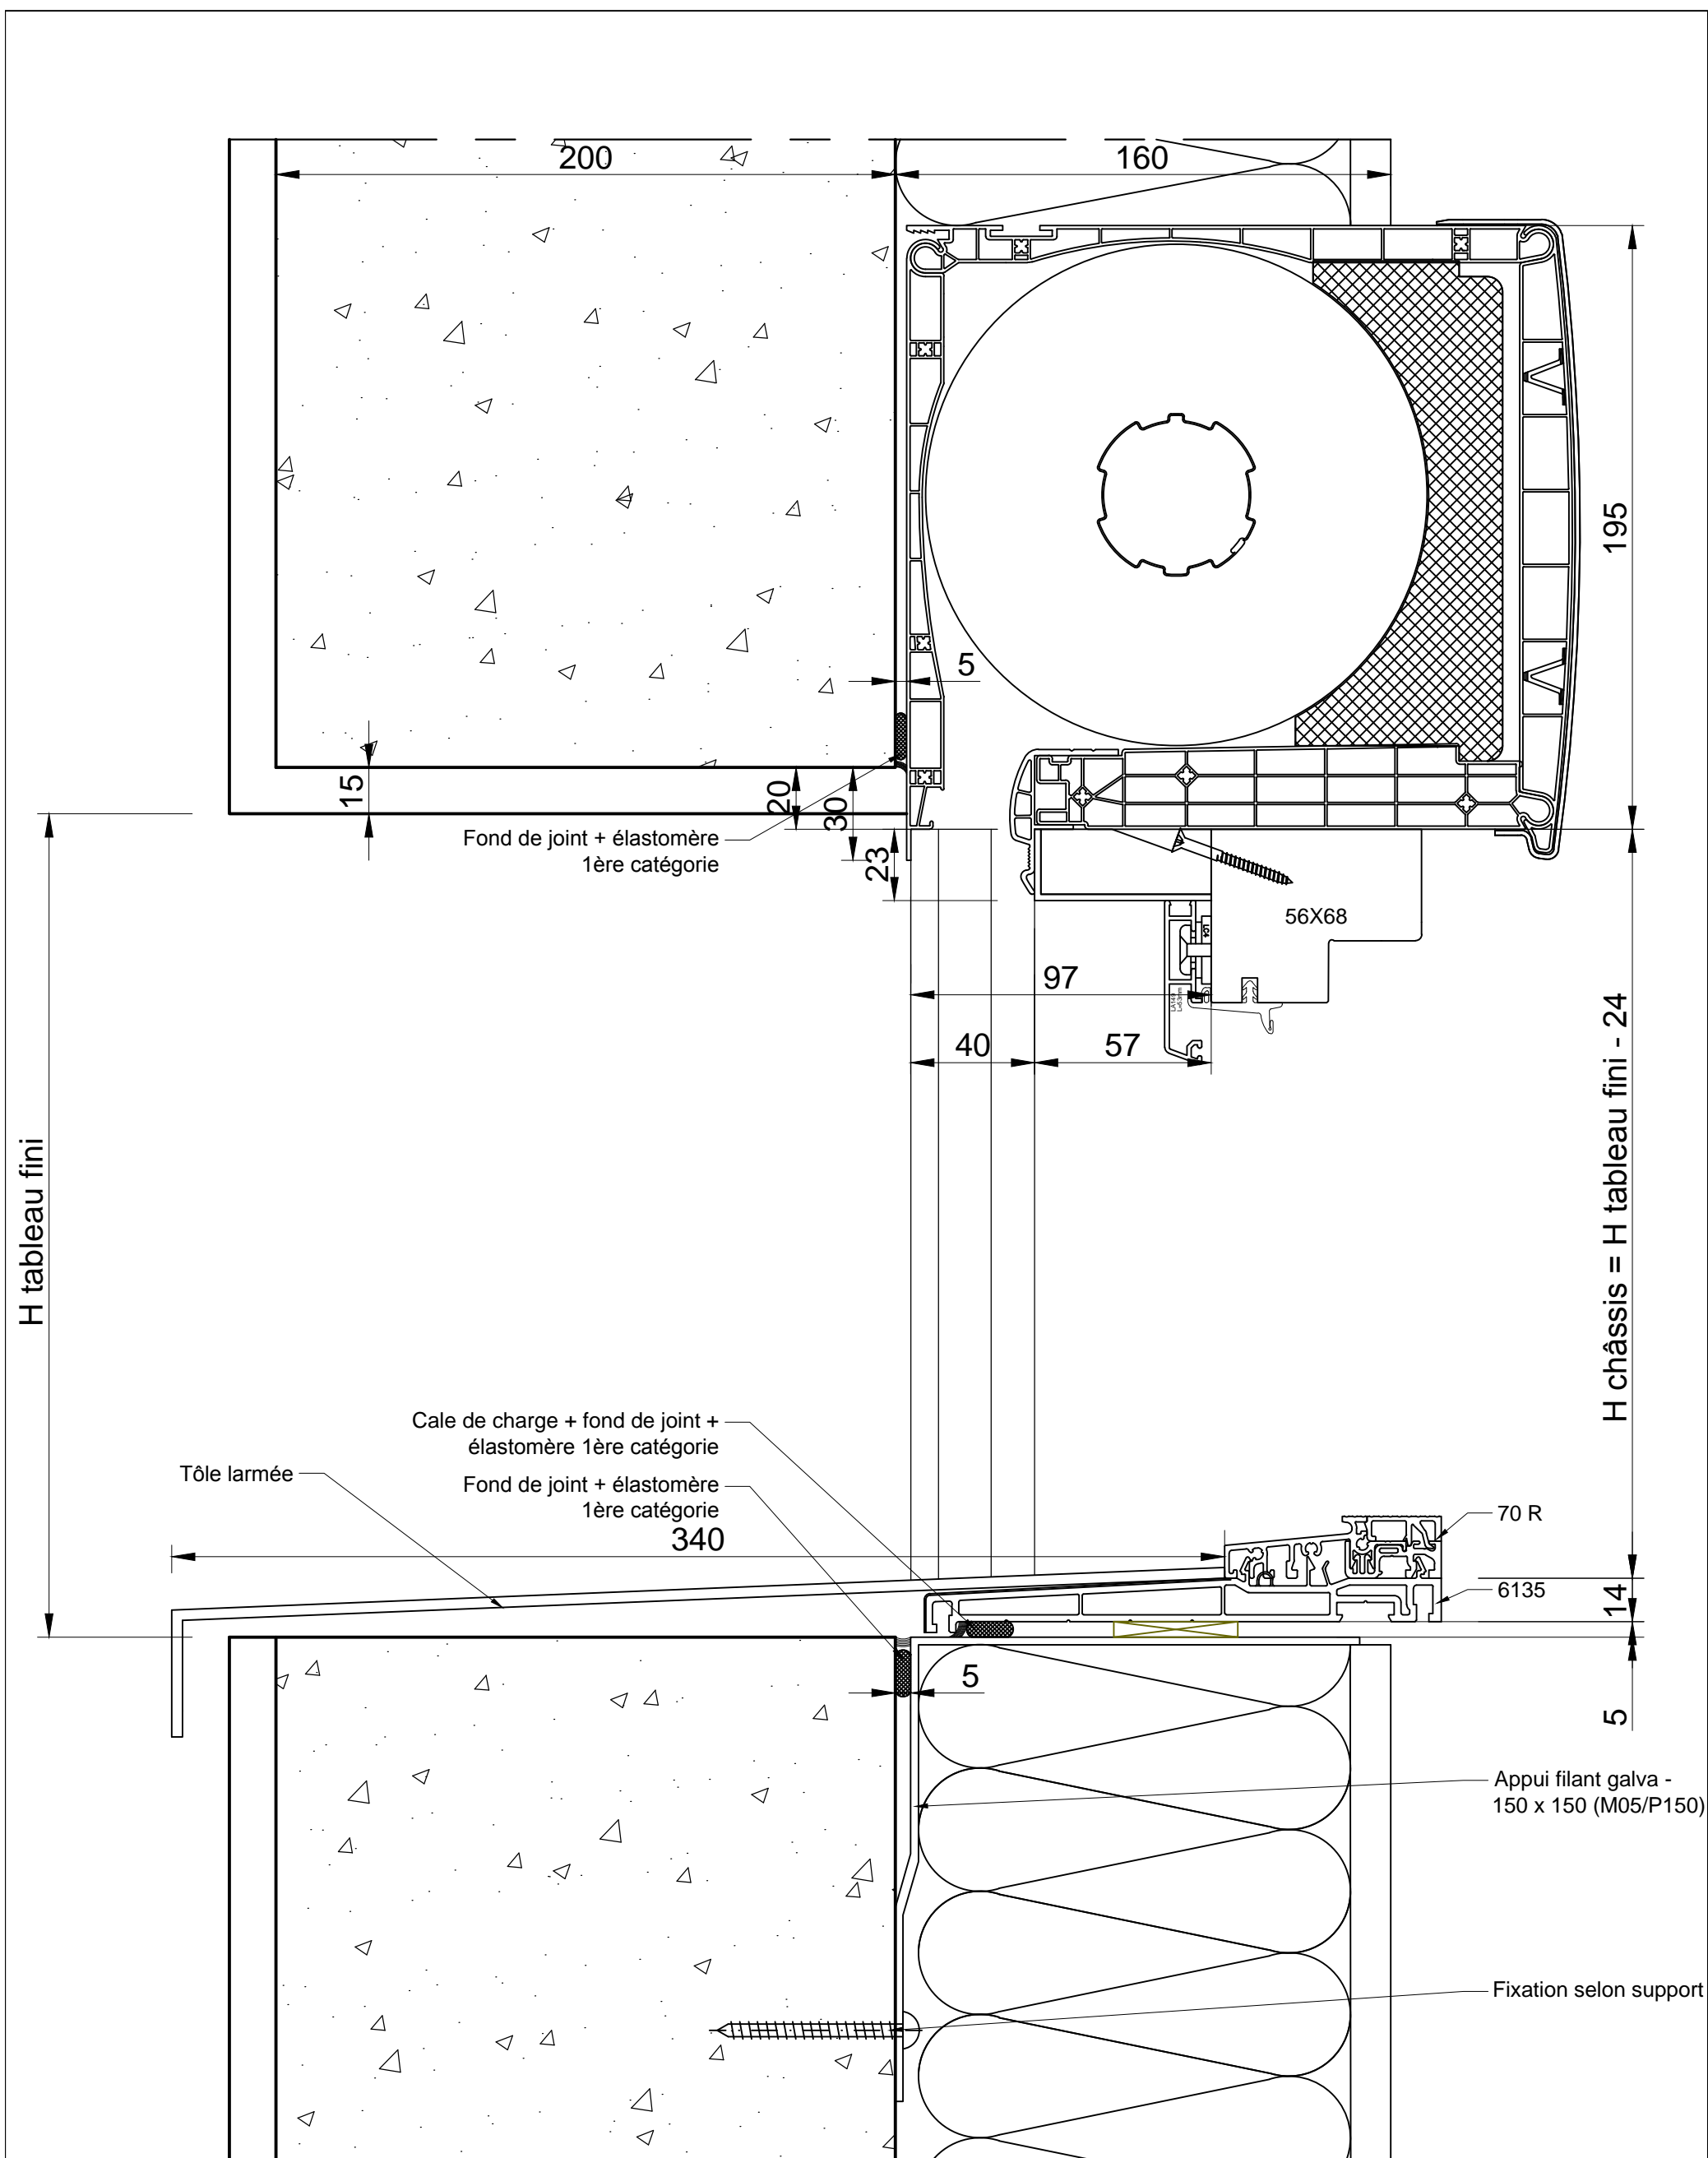 200
160
195
5
15
20
30
23
Fond de joint + élastomère
1ère catégorie
56X68
LA149
L=63mm
97
40
57
H tableau fini
H châssis = H tableau fini - 24
Cale de charge + fond de joint +
élastomère 1ère catégorie
Tôle larmée
Fond de joint + élastomère
1ère catégorie
340
70 R
6135
14
5
5
Appui filant galva -
150 x 150 (M05/P150)
Fixation selon support